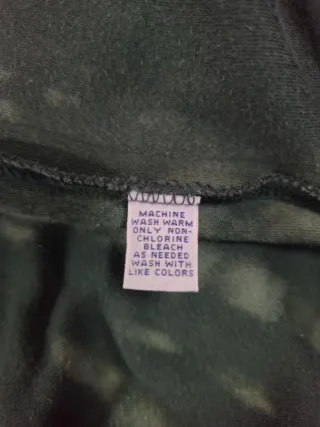 MACHINE
WASH WARM
ONLY NON-
CHLORINE
BLEACH
AS NEEDED
WASH WITH
LIKE COLORS